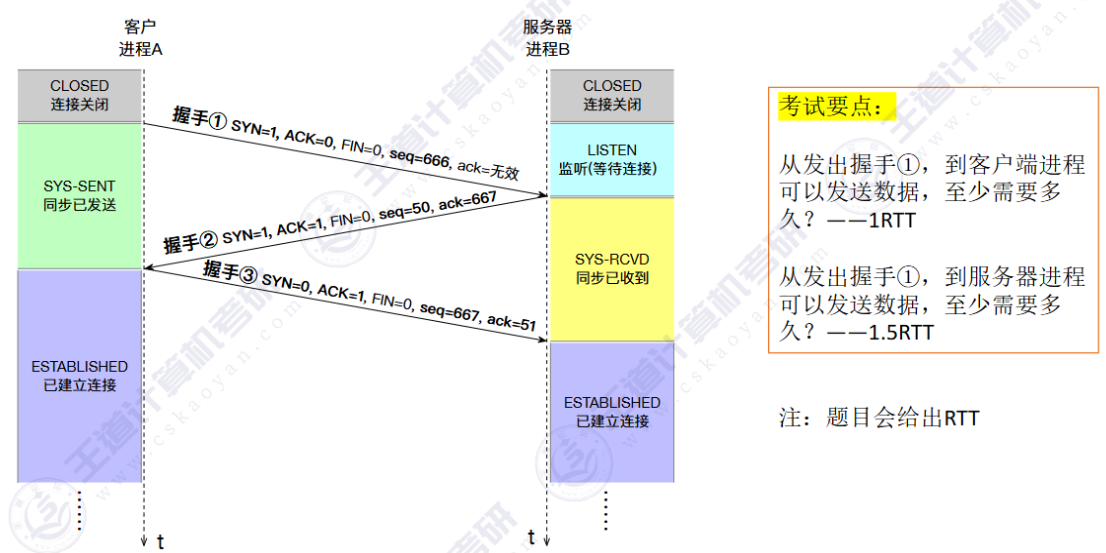 客户
进程A
服务器
进程B
CLOSED
连接关闭
CLOSED
连接关闭
握手① SYN=1, ACK=0, FIN=0, seq=666, ack=无效
LISTEN
监听(等待连接)
SYS-SENT
同步已发送
握手② SYN=1, ACK=1, FIN=0, seq=50, ack=667
SYS-RCVD
同步已收到
握手③ SYN=0, ACK=1, FIN=0, seq=667, ack=51
ESTABLISHED
已建立连接
ESTABLISHED
已建立连接
……
……
t
t
考试要点：
从发出握手①，到客户端进程
可以发送数据，至少需要多
久？——1RTT
从发出握手①，到服务器进程
可以发送数据，至少需要多
久？——1.5RTT
注：题目会给出RTT
王道计算机考研
www.cskaoyan.com